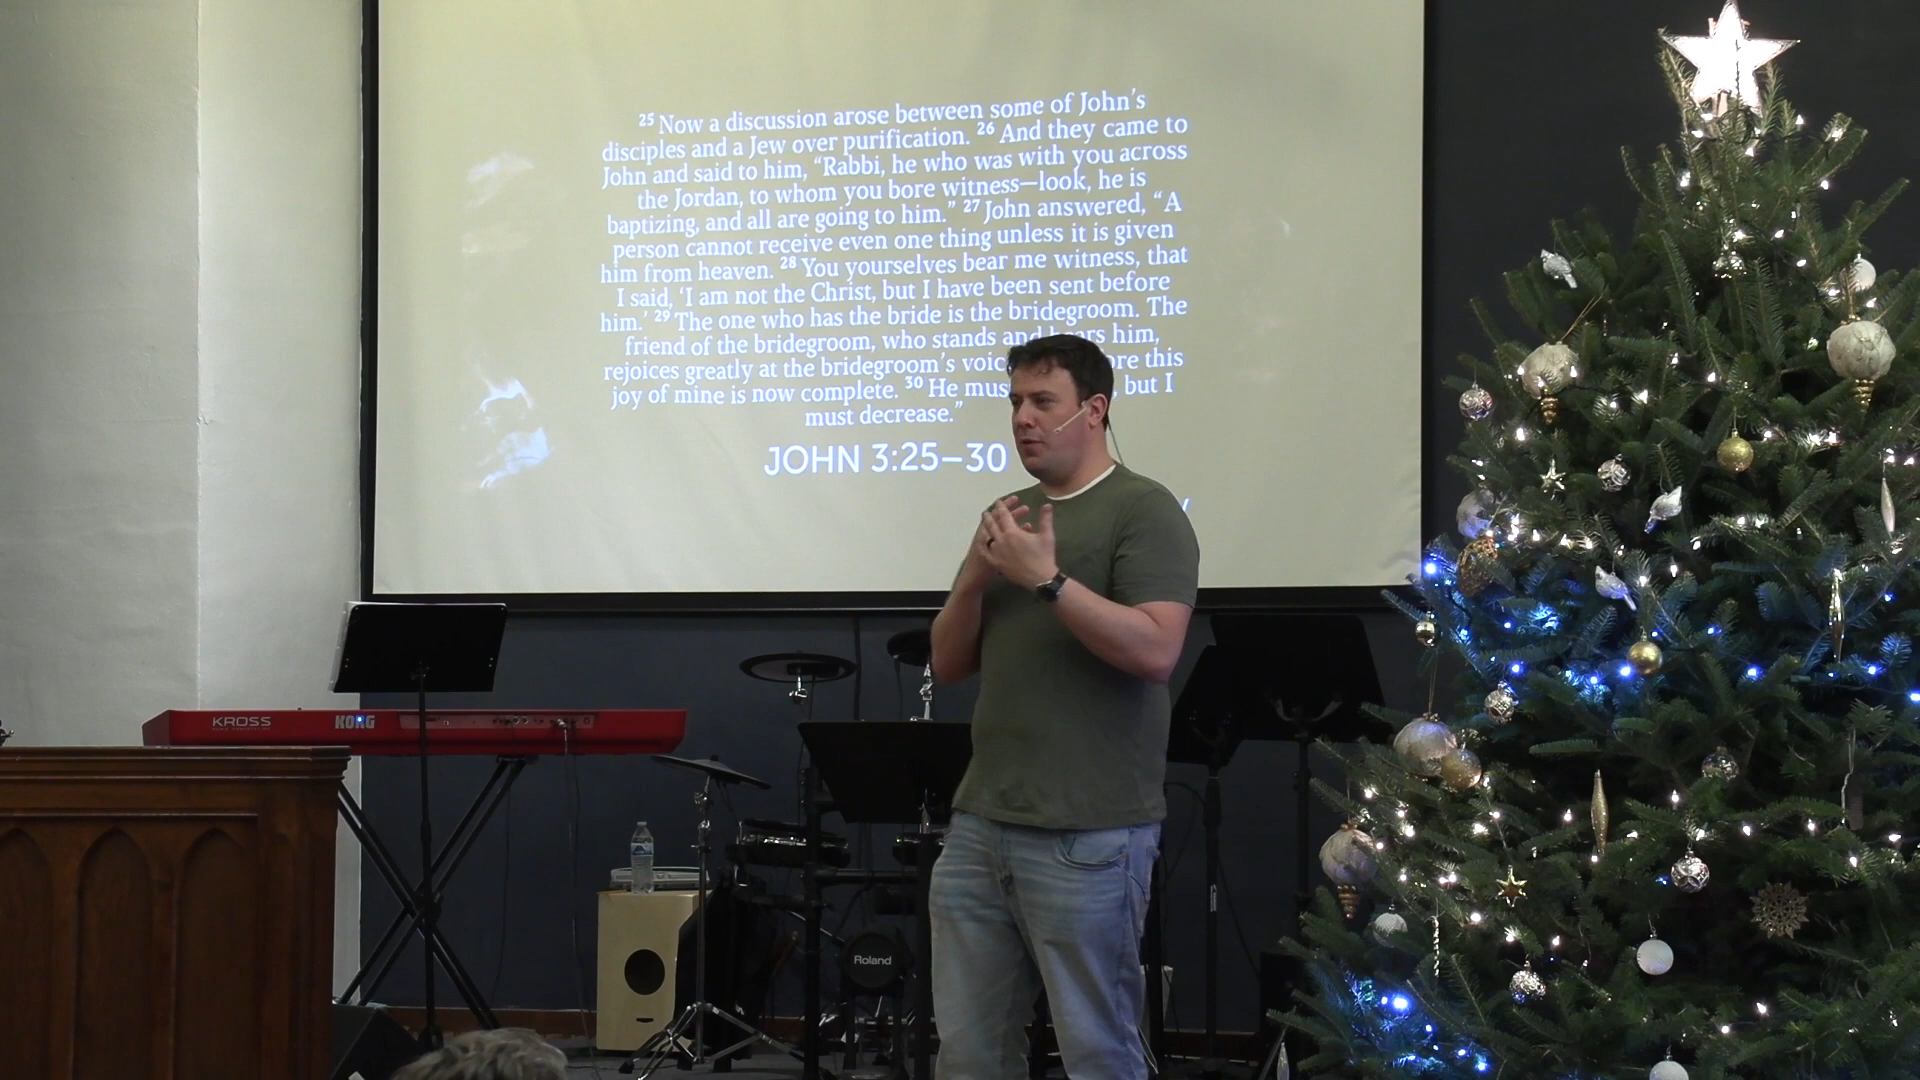 25 Now a discussion arose between some of John's
disciples and a Jew over purification. 26 And they came to
John and said to him, “Rabbi, he who was with you across
the Jordan, to whom you bore witness—look, he is
baptizing, and all are going to him.” 27 John answered, “A
person cannot receive even one thing unless it is given
him from heaven. 28 You yourselves bear me witness, that
I said, ‘I am not the Christ, but I have been sent before
him.’ 29 The one who has the bride is the bridegroom. The
friend of the bridegroom, who stands and him,
rejoices greatly at the bridegroom's this
joy of mine is now complete. 30 He , but I
must decrease.”
JOHN 3:25–30
KROSS
KORG
Roland